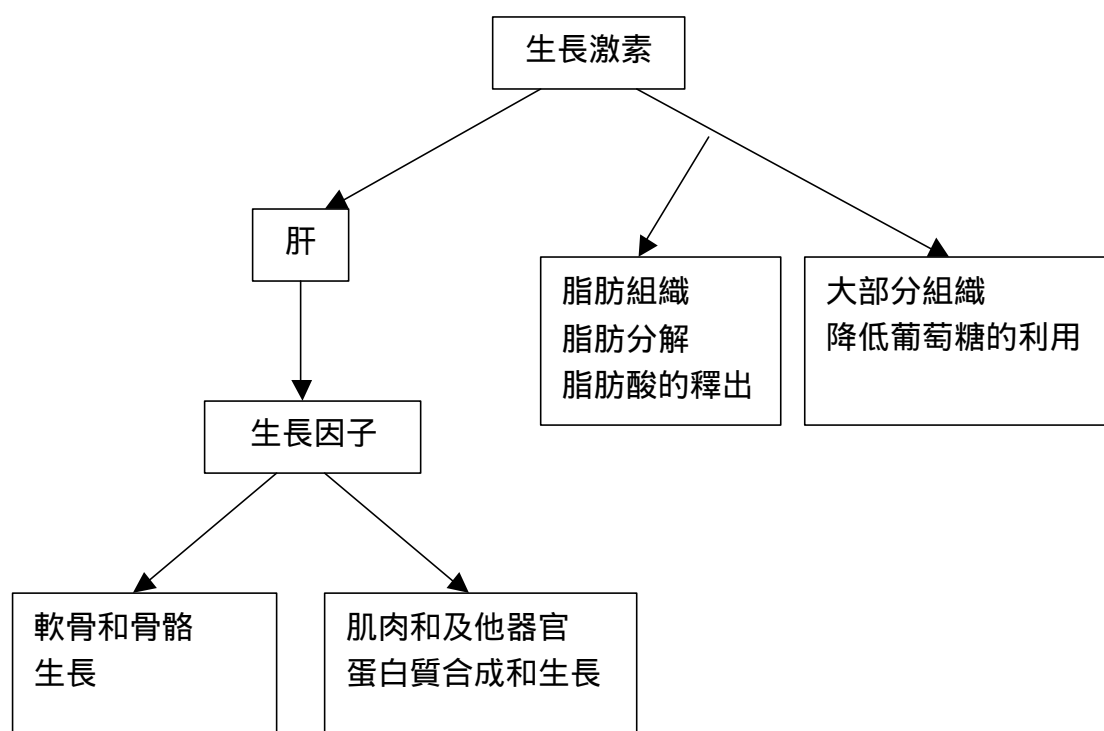 生長激素
肝
脂肪組織
脂肪分解
脂肪酸的釋出
大部分組織
降低葡萄糖的利用
生長因子
軟骨和骨骼
生長
肌肉和及他器官
蛋白質合成和生長